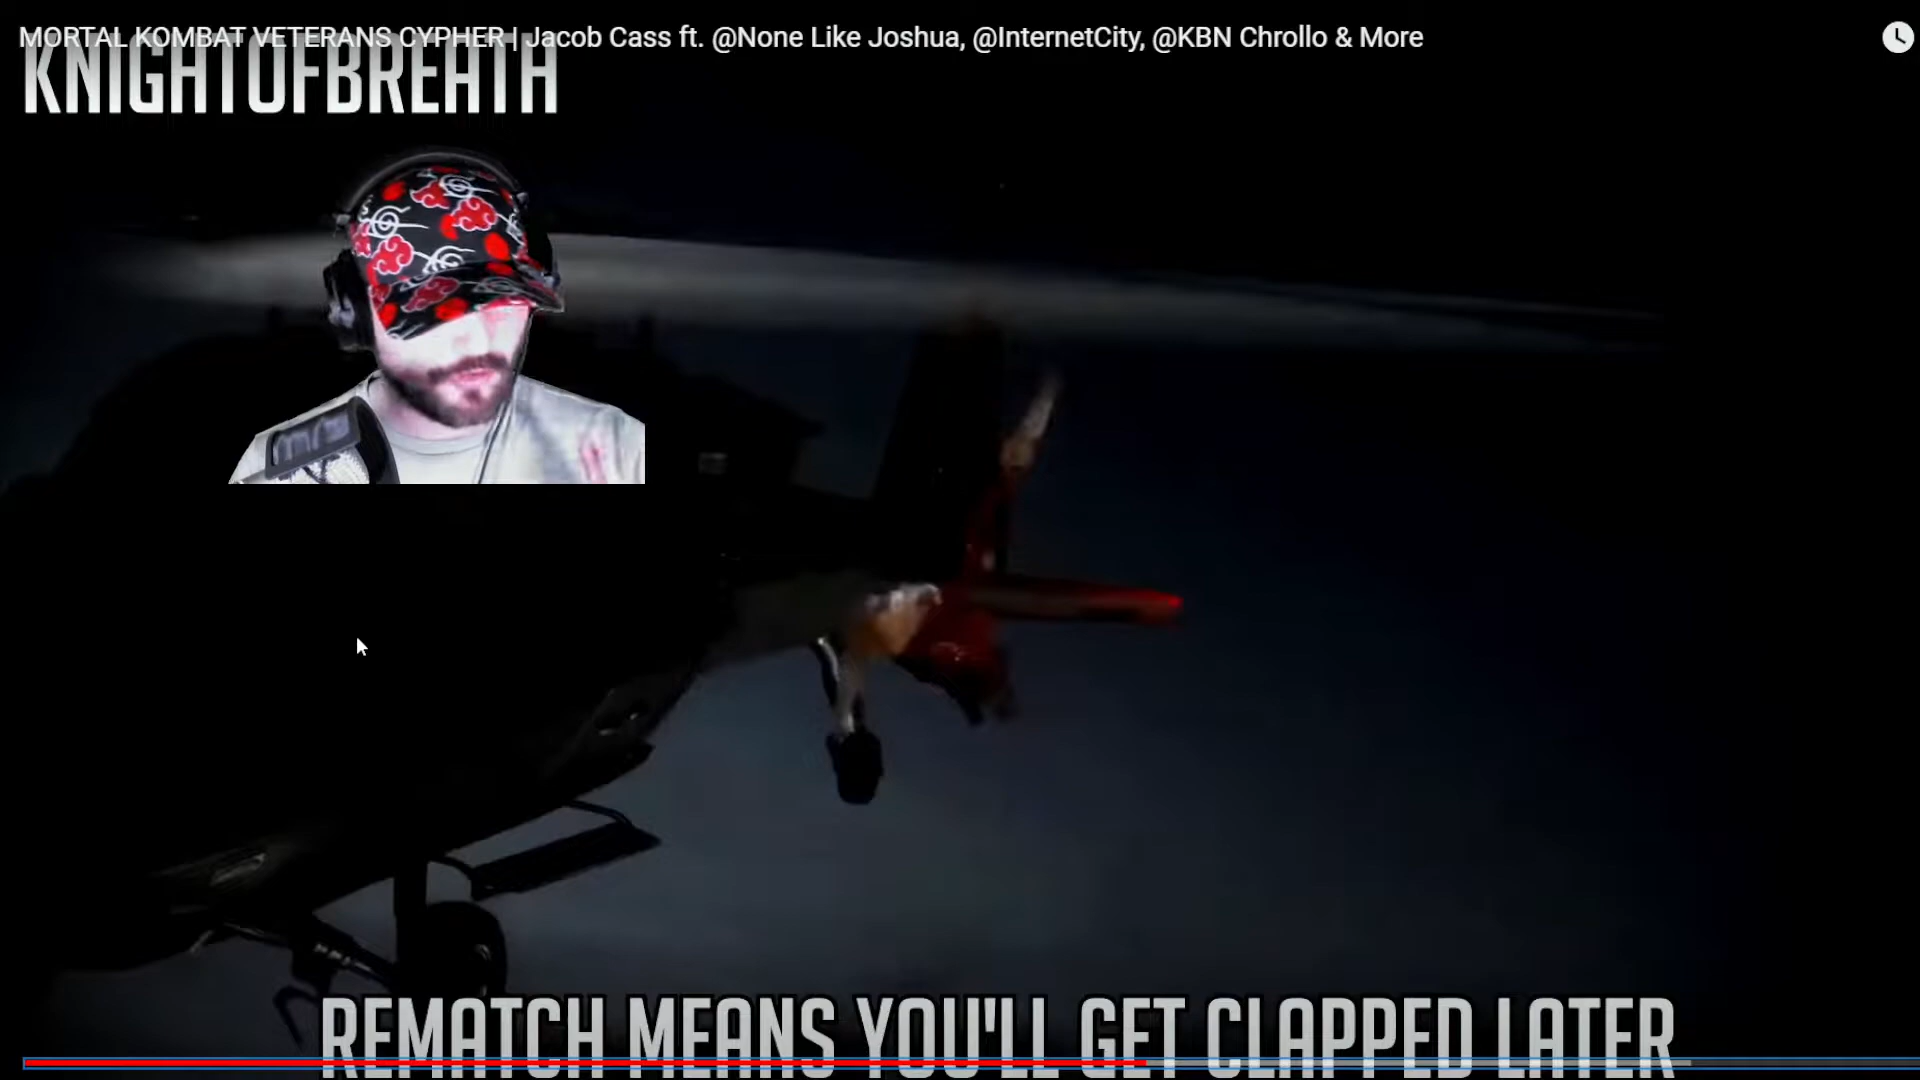 MORTAL KOMBAT VETERANS CYPHER | Jacob Cass ft. @None Like Joshua, @InternetCity, @KBN Chrollo & More
KNIGHTOFBREATH
REMATCH MEANS YOU'LL GET CLAPPED LATER